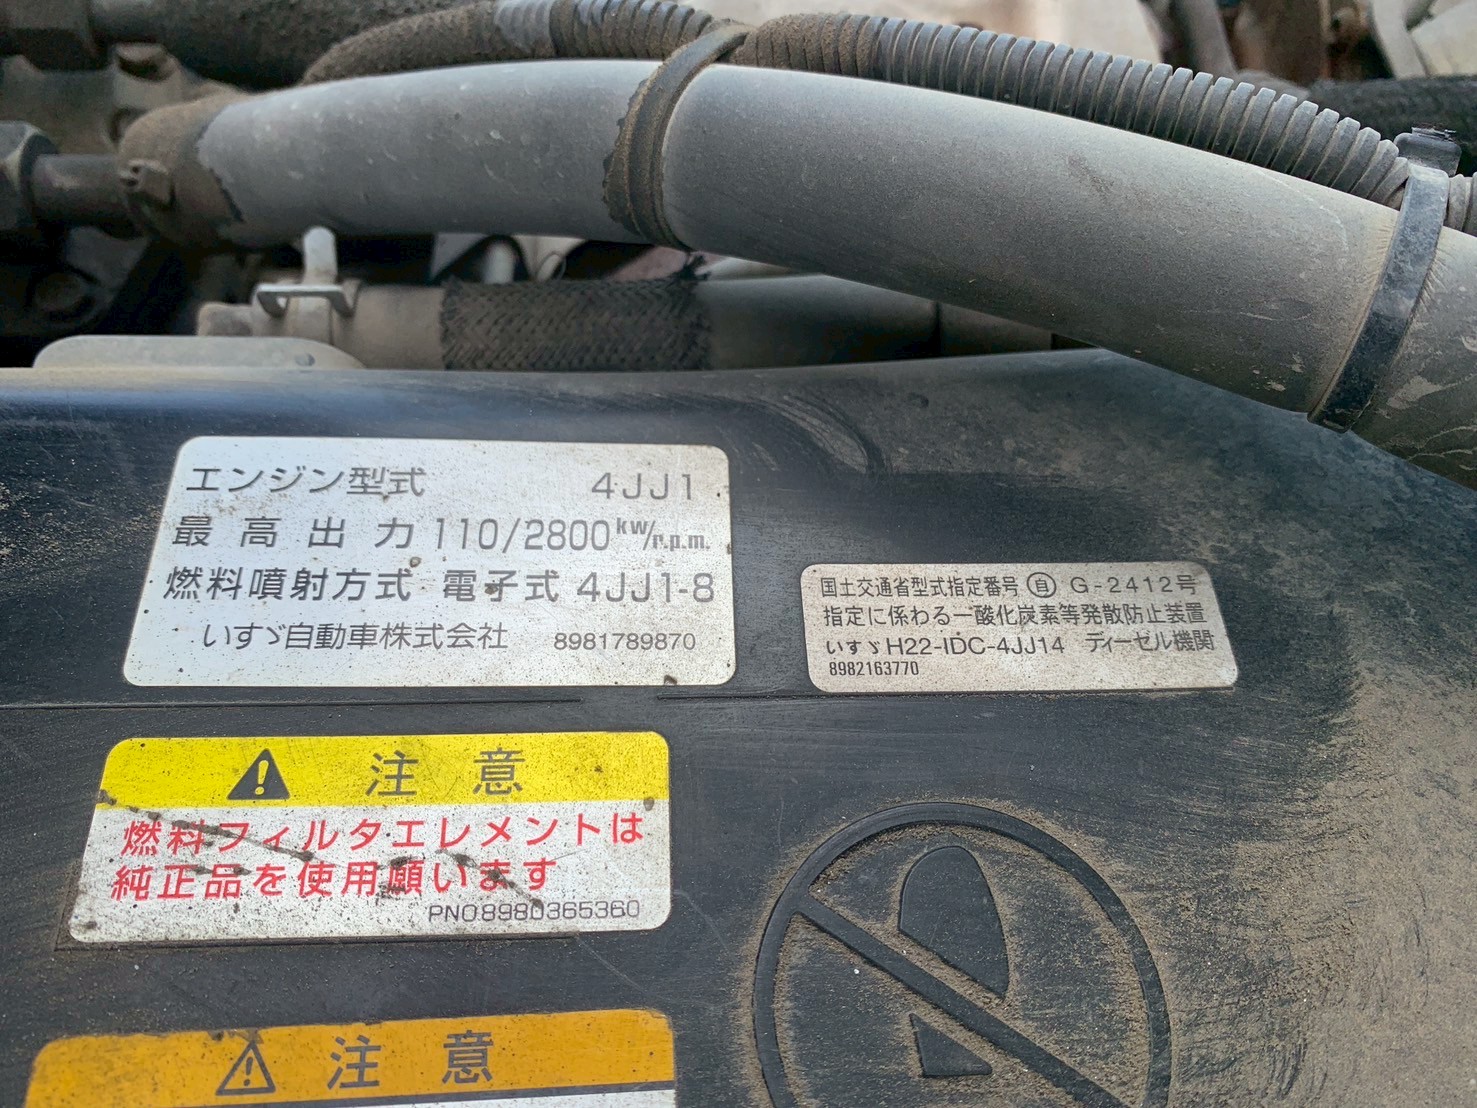 エンジン型式 4JJ1
最高出力 110/2800kw/r.p.m.
燃料噴射方式 電子式 4JJ1-8
いすゞ自動車株式会社 8981789870
国土交通省型式指定番号 自 G-2412号
指定に係わる一酸化炭素等発散防止装置
いすゞH22-IDC-4JJ14 ディーゼル機関
8982163770
注意
燃料フィルタエレメントは
純正品を使用願います
PNO8980365360
注意